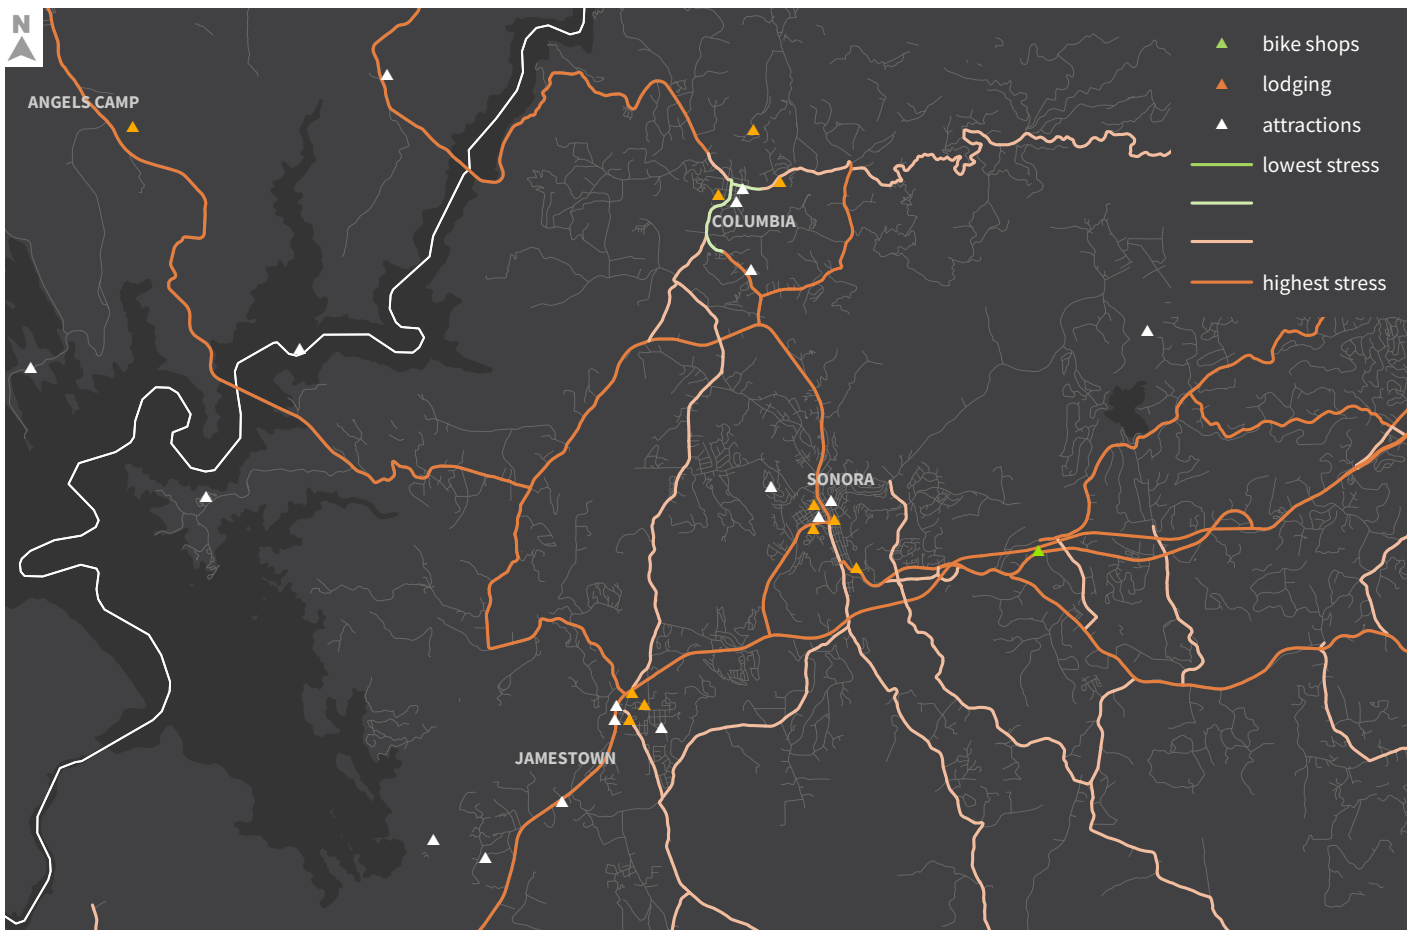 N
bike shops
lodging
ANGELS CAMP
attractions
lowest stress
COLUMBIA
highest stress
SONORA
JAMESTOWN